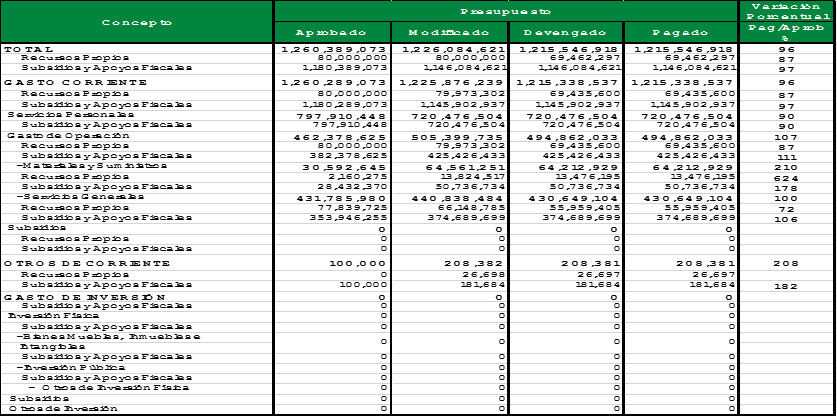 Concepto Presupuesto Variación Porcentual
Aprobado Modificado Devengado Pagado Pag/Aprob %
TOTAL 1,260,389,073 1,226,084,621 1,215,546,918 1,215,546,918 96
Recursos Propios 80,000,000 80,000,000 69,462,297 69,462,297 87
Subsidios y Apoyos Fiscales 1,180,389,073 1,146,084,621 1,146,084,621 1,146,084,621 97
GASTO CORRIENTE 1,260,289,073 1,225,876,239 1,215,338,537 1,215,338,537 96
Recursos Propios 80,000,000 79,973,302 69,435,600 69,435,600 87
Subsidios y Apoyos Fiscales 1,180,289,073 1,145,902,937 1,145,902,937 1,145,902,937 97
Servicios Personales 797,910,448 720,476,504 720,476,504 720,476,504 90
Subsidios y Apoyos Fiscales 797,910,448 720,476,504 720,476,504 720,476,504 90
Gasto de Operación 462,378,625 505,399,735 494,862,033 494,862,033 107
Recursos Propios 80,000,000 79,973,302 69,435,600 69,435,600 87
Subsidios y Apoyos Fiscales 382,378,625 425,426,433 425,426,433 425,426,433 111
-Materiales y Suministros 30,592,645 64,561,251 64,212,929 64,212,929 210
Recursos Propios 2,160,275 13,824,517 13,476,195 13,476,195 624
Subsidios y Apoyos Fiscales 28,432,370 50,736,734 50,736,734 50,736,734 178
-Servicios Generales 431,785,980 440,838,484 430,649,104 430,649,104 100
Recursos Propios 77,839,725 66,148,785 55,959,405 55,959,405 72
Subsidios y Apoyos Fiscales 353,946,255 374,689,699 374,689,699 374,689,699 106
Subsidios 0 0 0 0
Recursos Propios 0 0 0 0
Subsidios y Apoyos Fiscales 0 0 0 0
OTROS DE CORRIENTE 100,000 208,382 208,381 208,381 208
Recursos Propios 0 26,698 26,697 26,697
Subsidios y Apoyos Fiscales 100,000 181,684 181,684 181,684 182
GASTO DE INVERSIÓN 0 0 0 0
Subsidios y Apoyos Fiscales 0 0 0 0
Inversión Física 0 0 0 0
Subsidios y Apoyos Fiscales 0 0 0 0
-Bienes Muebles, Inmuebles e Intangibles 0 0 0 0
Subsidios y Apoyos Fiscales 0 0 0 0
-Inversión Pública 0 0 0 0
Subsidios y Apoyos Fiscales 0 0 0 0
- Otros de Inversión Física 0 0 0 0
Subsidios 0 0 0 0
Otros de Inversión 0 0 0 0